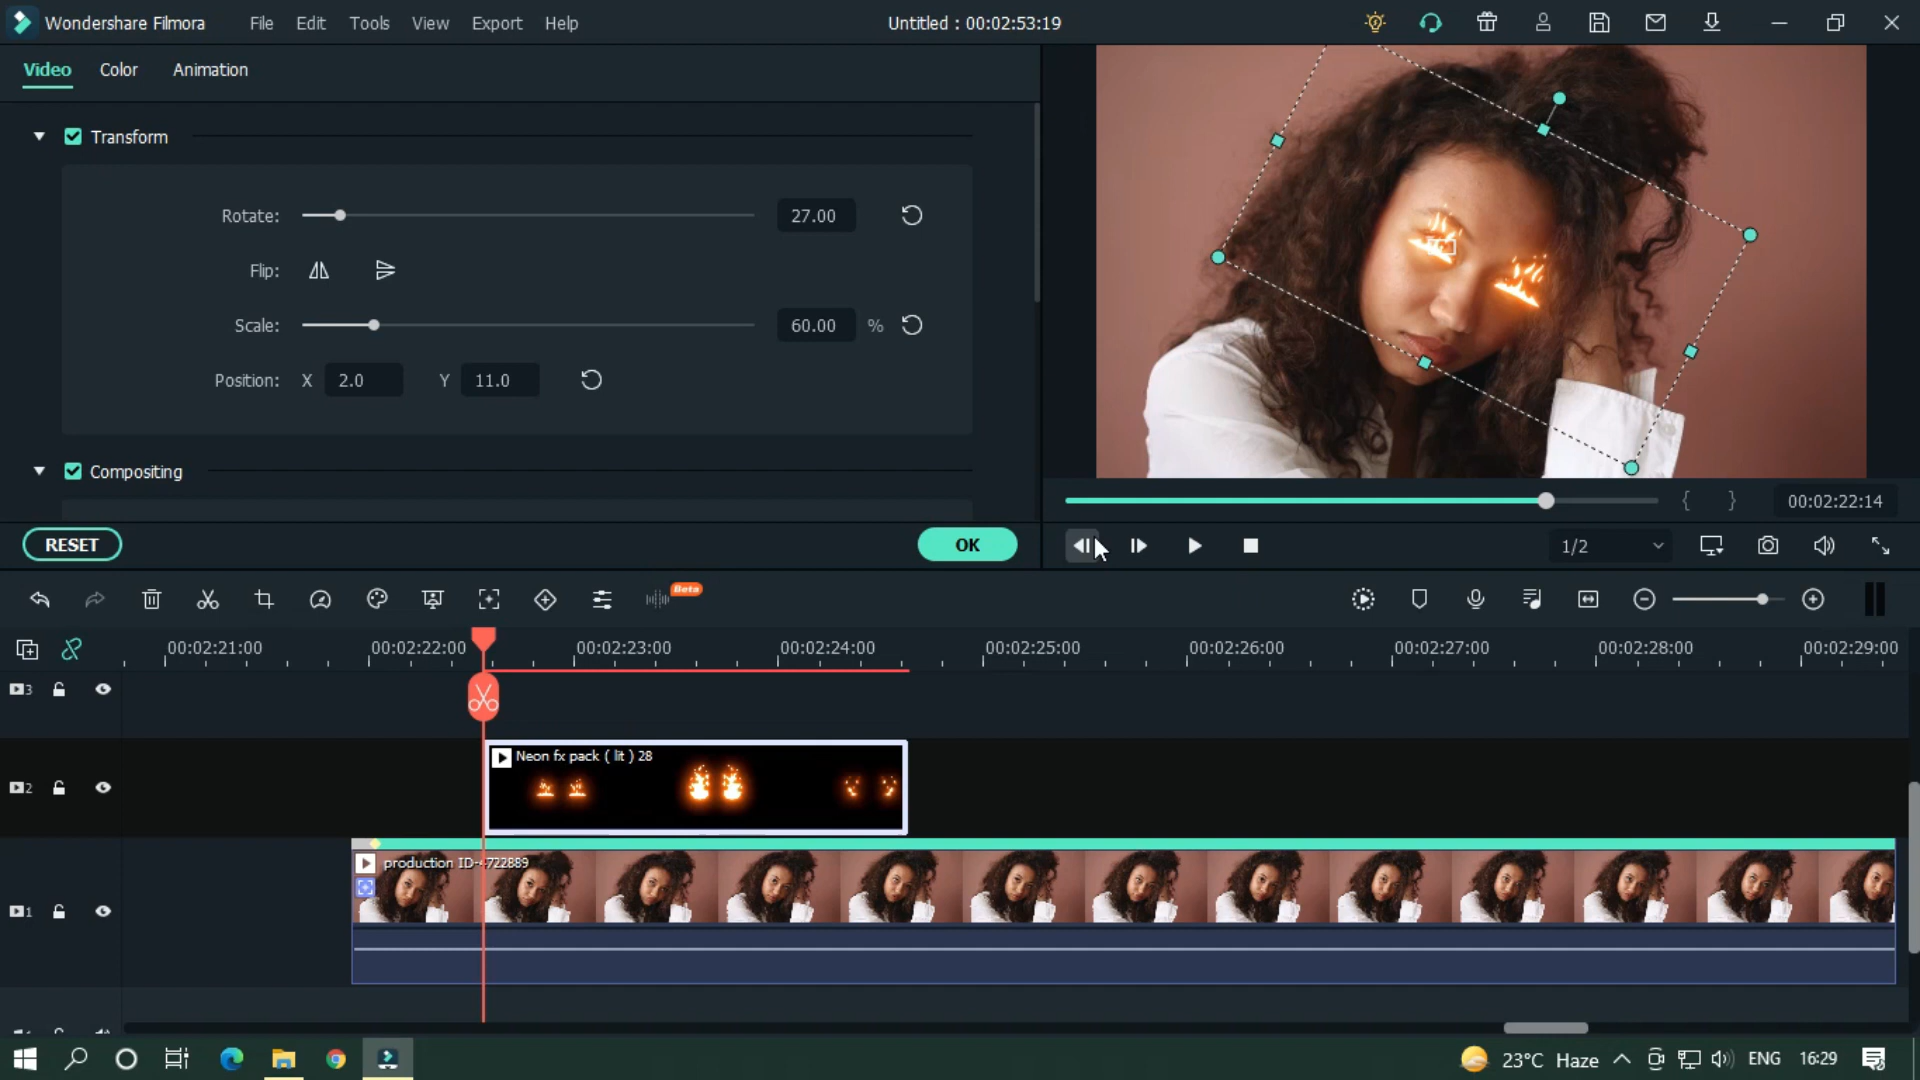 Wondershare Filmora File Edit Tools View Export Help Untitled : 00:02:53:19
Video Color Animation
Transform
Rotate: 27.00
Flip:
Scale: 60.00 %
Position: X 2.0 Y 11.0
Compositing
{ } 00:02:22:14
RESET OK
1/2
Beta
00:02:21:00 00:02:22:00 00:02:23:00 00:02:24:00 00:02:25:00 00:02:26:00 00:02:27:00 00:02:28:00 00:02:29:00
3
Neon fx pack ( lit ) 28
2
production ID-4722889
1
23°C Haze ENG 16:29